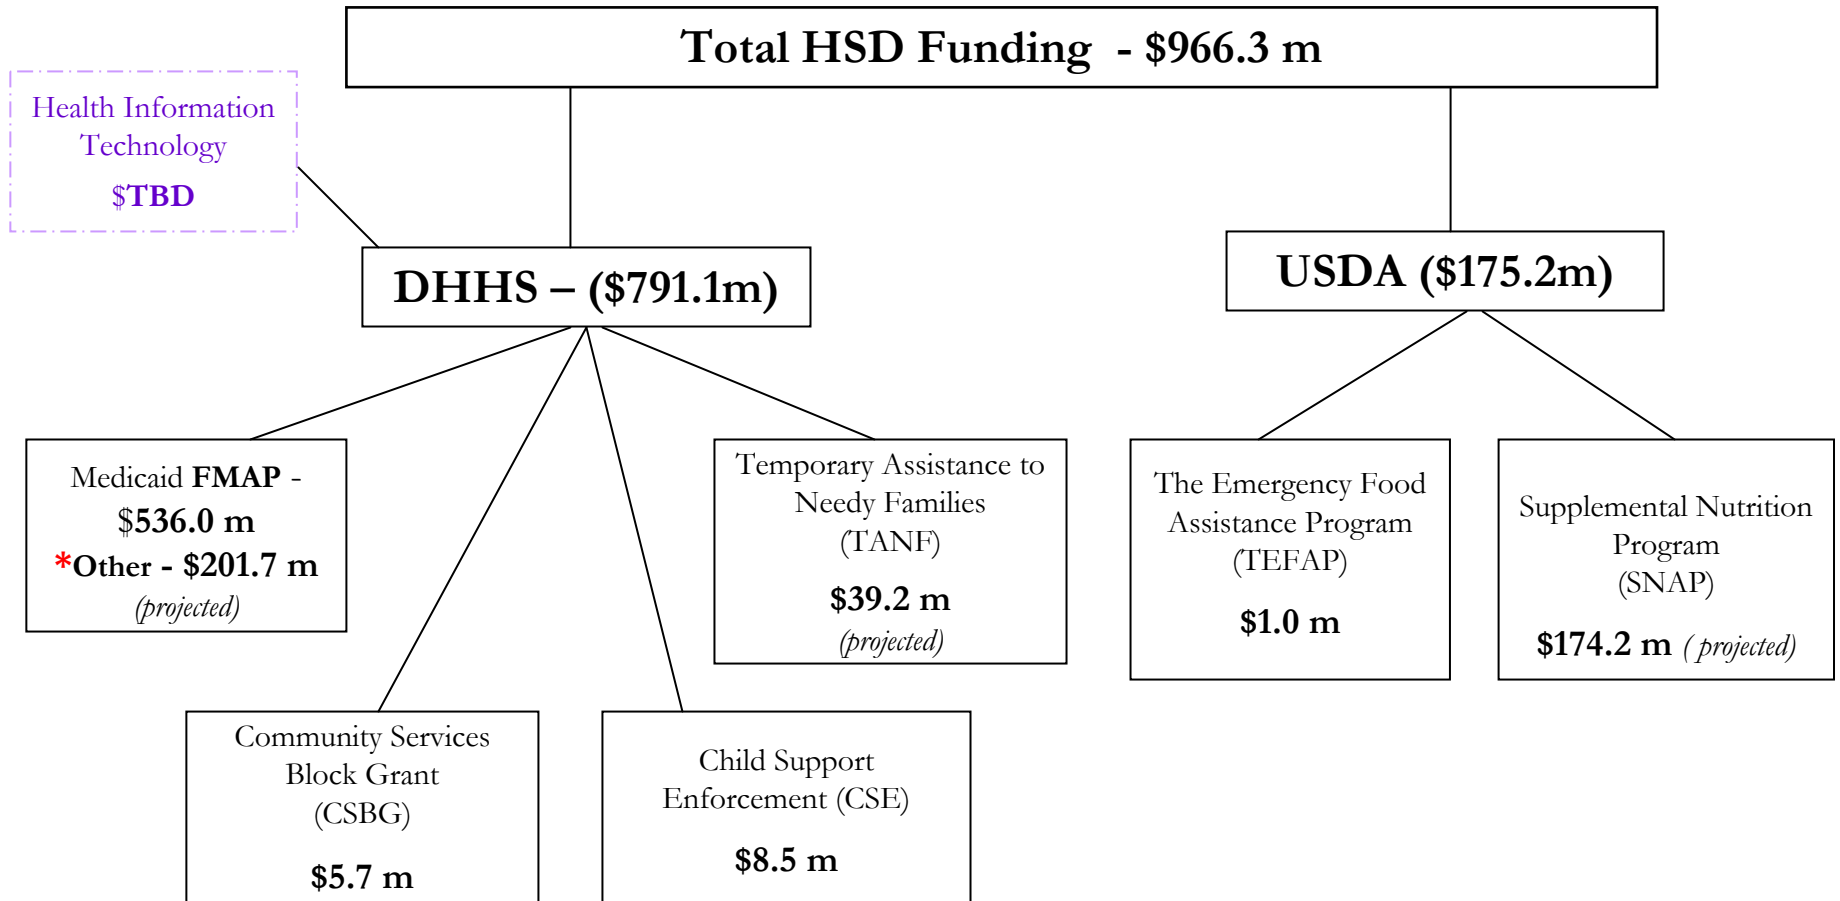 Total HSD Funding - $966.3 m
Health Information
Technology
$TBD
DHHS – ($791.1m)
USDA ($175.2m)
Medicaid FMAP -
$536.0 m
*Other - $201.7 m
(projected)
Temporary Assistance to
Needy Families
(TANF)
$39.2 m
(projected)
The Emergency Food
Assistance Program
(TEFAP)
$1.0 m
Supplemental Nutrition
Program
(SNAP)
$174.2 m ( projected)
Community Services
Block Grant
(CSBG)
$5.7 m
Child Support
Enforcement (CSE)
$8.5 m